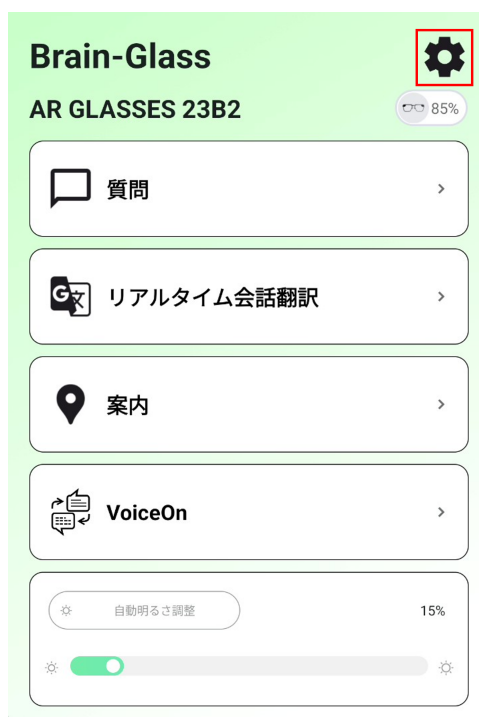 Brain-Glass
AR GLASSES 23B2
85%
質問
リアルタイム会話翻訳
案内
VoiceOn
自動明るさ調整
15%